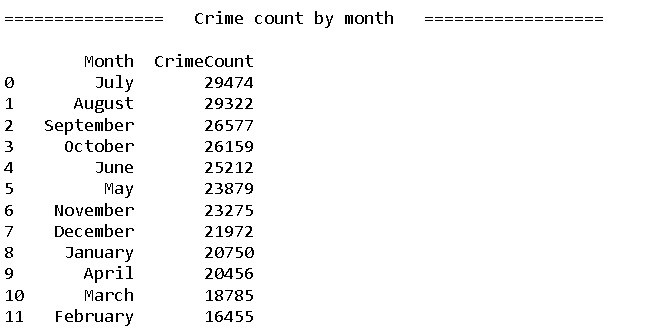 ================   Crime count by month   ==================
        Month  CrimeCount
0        July       29474
1      August       29322
2   September       26577
3     October       26159
4        June       25212
5         May       23879
6    November       23275
7    December       21972
8     January       20750
9       April       20456
10      March       18785
11   February       16455